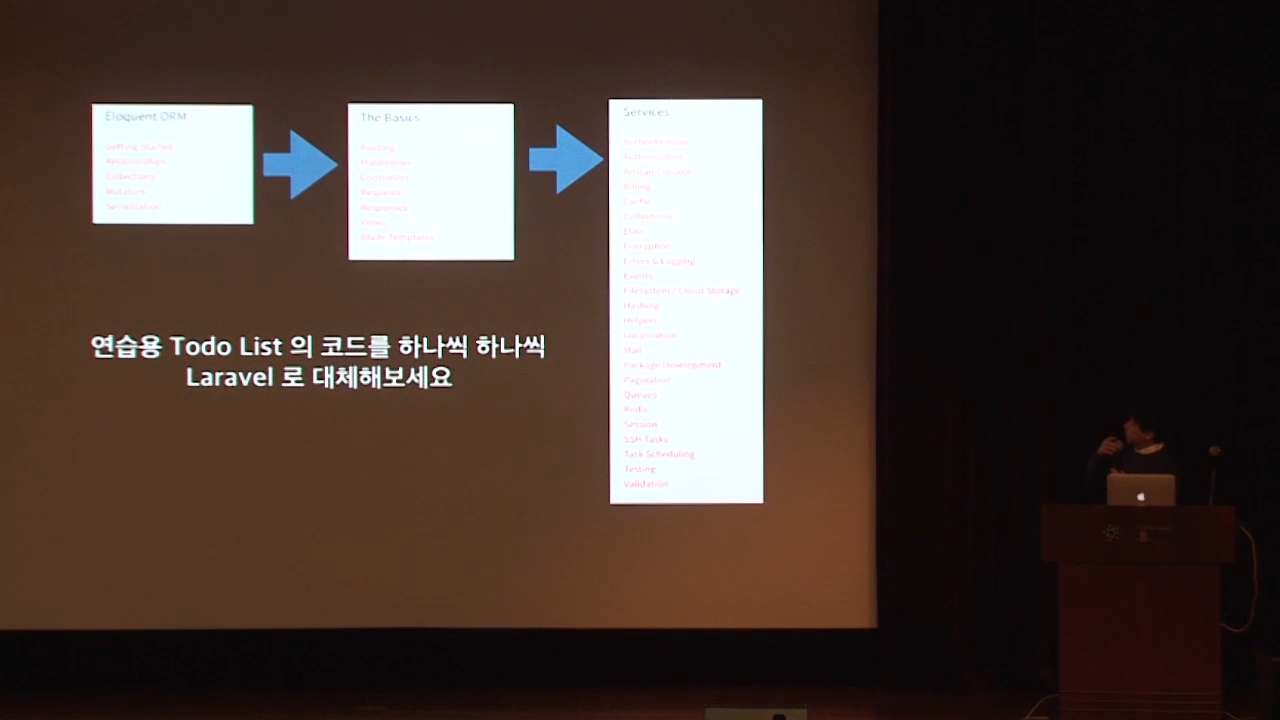 Eloquent ORM
Getting Started
Relationships
Collections
Mutators
Serialization
The Basics
Routing
Middleware
Controllers
Requests
Responses
Views
Blade Templates
Services
Authentication
Authorization
Artisan Console
Billing
Cache
Collections
Elixir
Encryption
Errors & Logging
Events
Filesystem / Cloud Storage
Hashing
Helpers
Localization
Mail
Package Development
Pagination
Queues
Redis
Session
SSH Tasks
Task Scheduling
Testing
Validation
연습용 Todo List 의 코드를 하나씩 하나씩
Laravel 로 대체해보세요